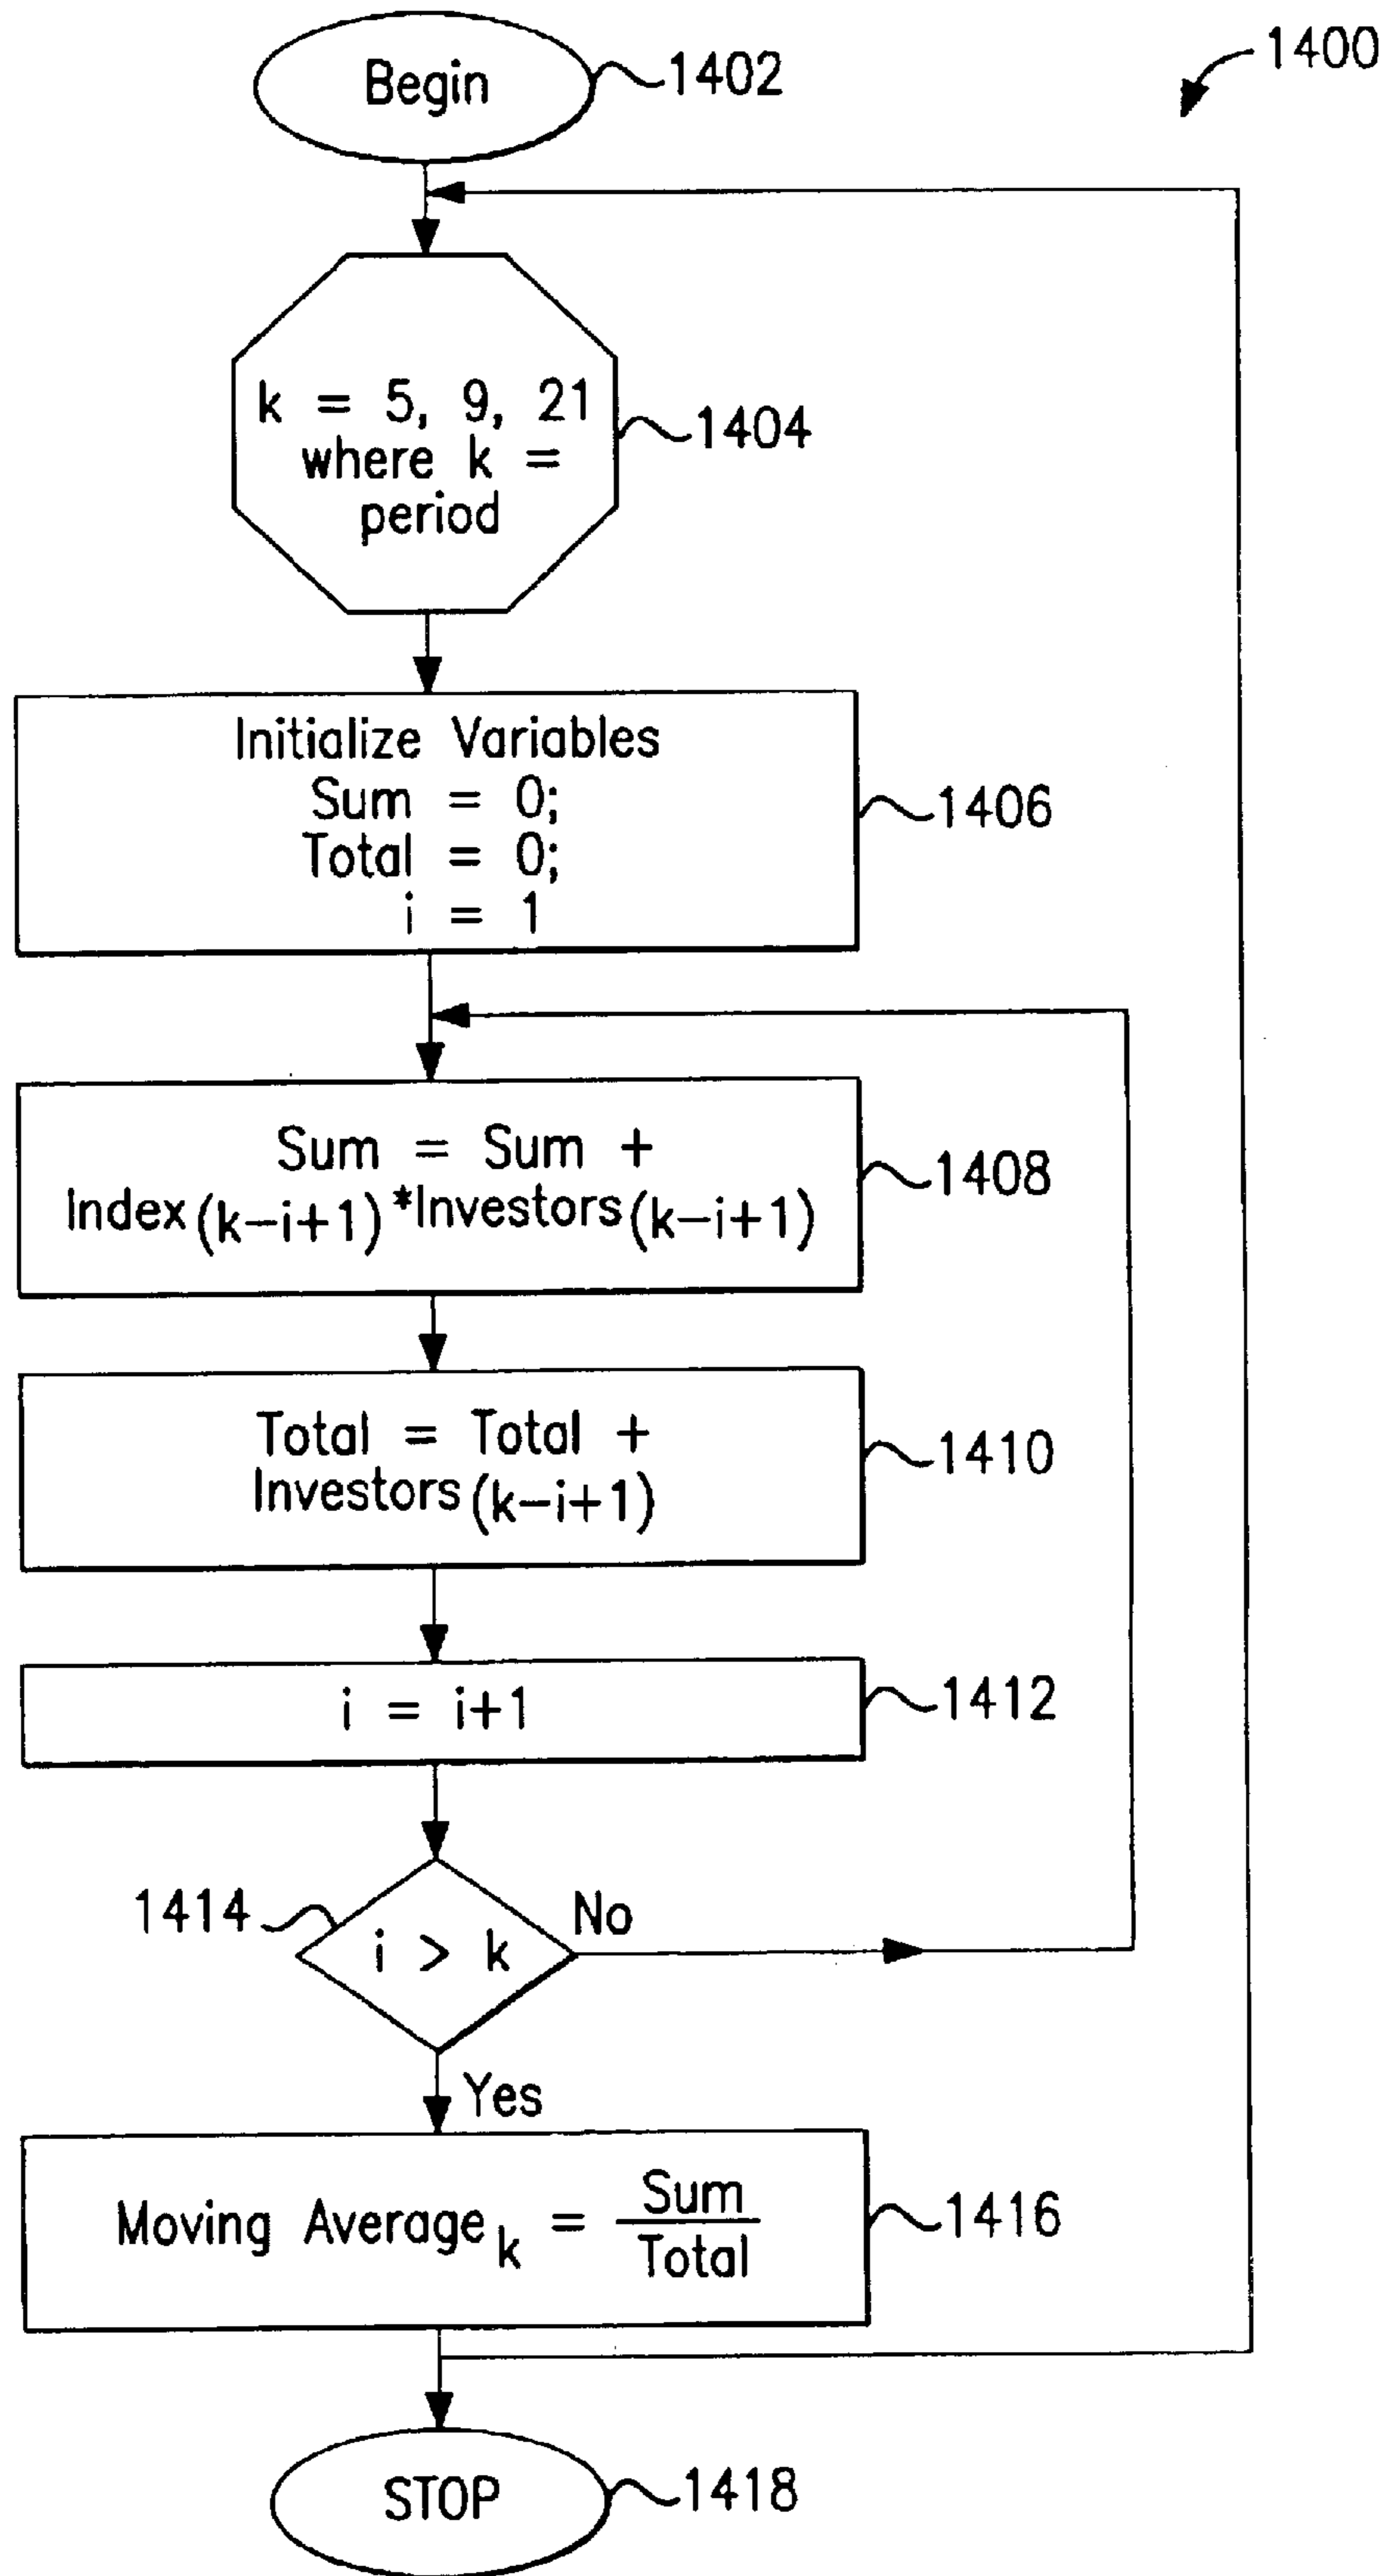 1400
Begin
1402
k = 5, 9, 21
where k =
period
1404
Initialize Variables
Sum = 0;
Total = 0;
i = 1
1406
Sum = Sum +
Index(k-i+1)*Investors(k-i+1)
1408
Total = Total +
Investors(k-i+1)
1410
i = i+1
1412
1414
i > k
No
Yes
Moving Average k = Sum
Total
1416
STOP
1418